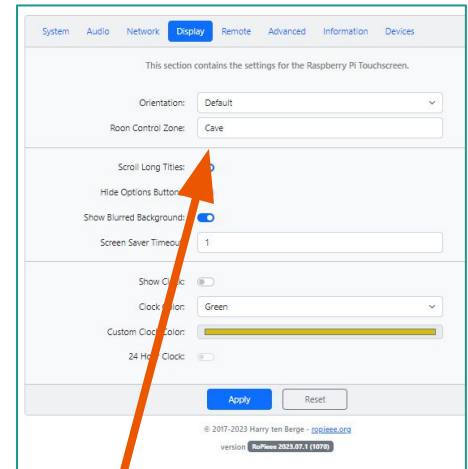 System Audio Network Display Remote Advanced Information Devices
This section contains the settings for the Raspberry Pi Touchscreen.
Orientation: Default
Roon Control Zone: Cave
Scroll Long Titles:
Hide Options Button
Show Blurred Background:
Screen Saver Timeout 1
Show Clock:
Clock Color: Green
Custom Clock Color:
24 Hour Clock:
Apply Reset
© 2017-2023 Harry ten Berge - ropieee.org
version RoPieee 2023.07.1 (1070)